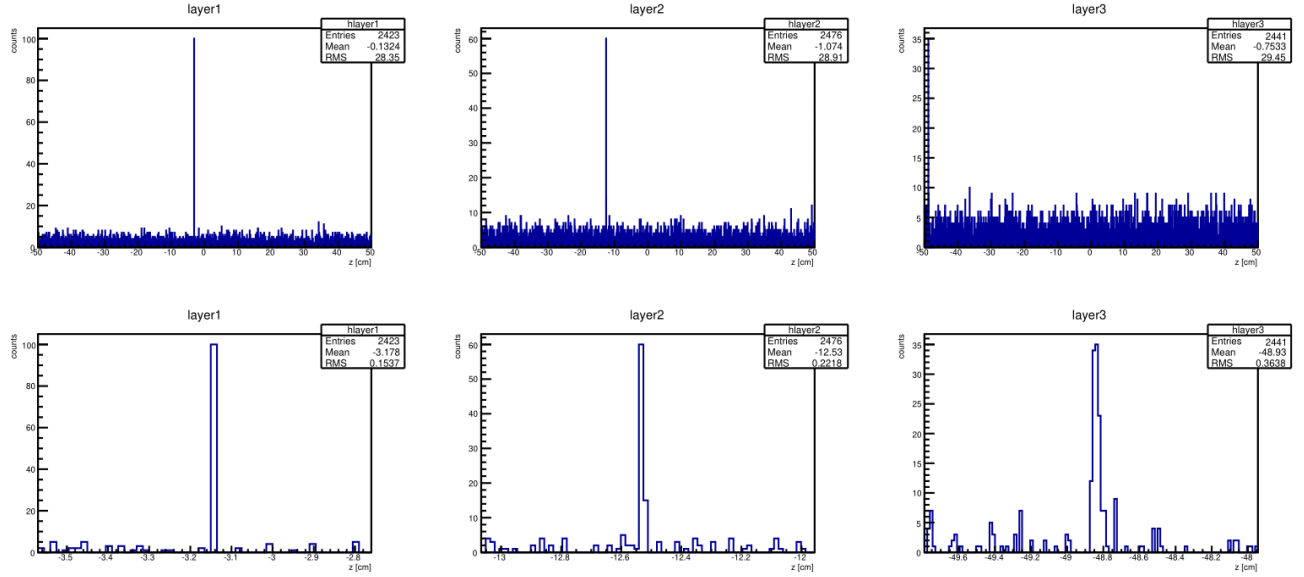 layer1
hlayer1
Entries 2423
Mean -0.1324
RMS 28.35
counts
100
80
60
40
20
0
-50 -40 -30 -20 -10 0 10 20 30 40 50
z [cm]
layer2
hlayer2
Entries 2476
Mean -1.074
RMS 28.91
counts
60
50
40
30
20
10
0
-50 -40 -30 -20 -10 0 10 20 30 40 50
z [cm]
layer3
hlayer3
Entries 2441
Mean -0.7533
RMS 29.45
counts
35
30
25
20
15
10
5
0
-50 -40 -30 -20 -10 0 10 20 30 40 50
z [cm]
layer1
hlayer1
Entries 2423
Mean -3.178
RMS 0.1537
counts
100
80
60
40
20
0
-3.5 -3.4 -3.3 -3.2 -3.1 -3 -2.9 -2.8
z [cm]
layer2
hlayer2
Entries 2476
Mean -12.53
RMS 0.2218
counts
60
50
40
30
20
10
0
-13 -12.8 -12.6 -12.4 -12.2 -12
z [cm]
layer3
hlayer3
Entries 2441
Mean -48.93
RMS 0.3638
counts
35
30
25
20
15
10
5
0
-49.6 -49.4 -49.2 -49 -48.8 -48.6 -48.4 -48.2 -48
z [cm]